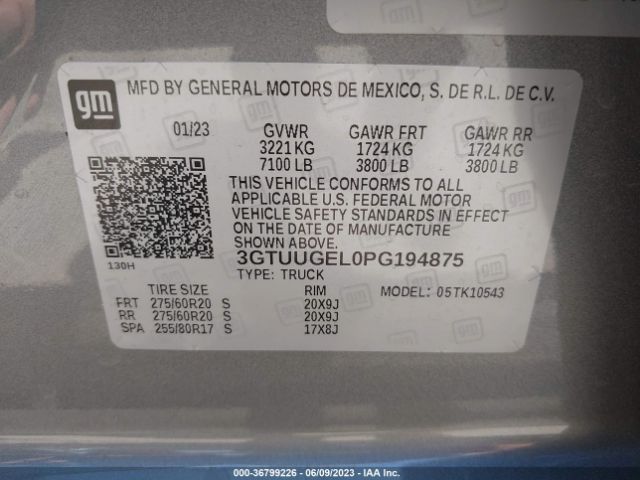 gm
MFD BY GENERAL MOTORS DE MEXICO, S. DE R.L. DE C.V.
01/23 GVWR GAWR FRT GAWR RR
3221 KG 1724 KG 1724 KG
7100 LB 3800 LB 3800 LB
THIS VEHICLE CONFORMS TO ALL
APPLICABLE U.S. FEDERAL MOTOR
VEHICLE SAFETY STANDARDS IN EFFECT
ON THE DATE OF MANUFACTURE
SHOWN ABOVE.
130H
3GTUUGEL0PG194875
TYPE: TRUCK
TIRE SIZE RIM MODEL: 05TK10543
FRT 275/60R20 S 20X9J
RR 275/60R20 S 20X9J
SPA 255/80R17 S 17X8J
000-36799226 - 06/09/2023 - IAA Inc.